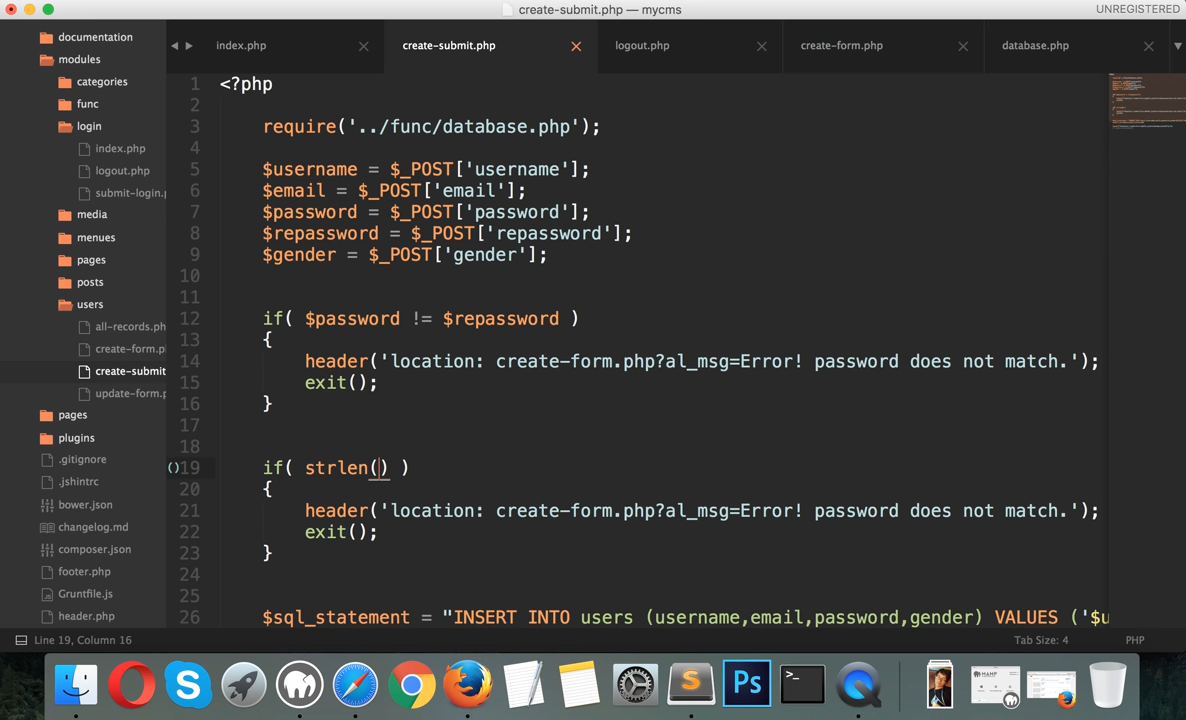 create-submit.php — mycms
UNREGISTERED
documentation
modules
categories
func
login
index.php
logout.php
submit-login.p
media
menues
pages
posts
users
all-records.ph
create-form.p
create-submit
update-form.p
pages
plugins
.gitignore
.jshintrc
bower.json
changelog.md
composer.json
footer.php
Gruntfile.js
header.php
index.php
create-submit.php
logout.php
create-form.php
database.php
1 <?php
2
3 require('../func/database.php');
4
5 $username = $_POST['username'];
6 $email = $_POST['email'];
7 $password = $_POST['password'];
8 $repassword = $_POST['repassword'];
9 $gender = $_POST['gender'];
10
11
12 if( $password != $repassword )
13 {
14 header('location: create-form.php?al_msg=Error! password does not match.');
15 exit();
16 }
17
18
19 if( strlen() )
20 {
21 header('location: create-form.php?al_msg=Error! password does not match.');
22 exit();
23 }
24
25
26 $sql_statement = "INSERT INTO users (username,email,password,gender) VALUES ('$u
Line 19, Column 16
Tab Size: 4
PHP
S
S
Ps
>_
MAMP